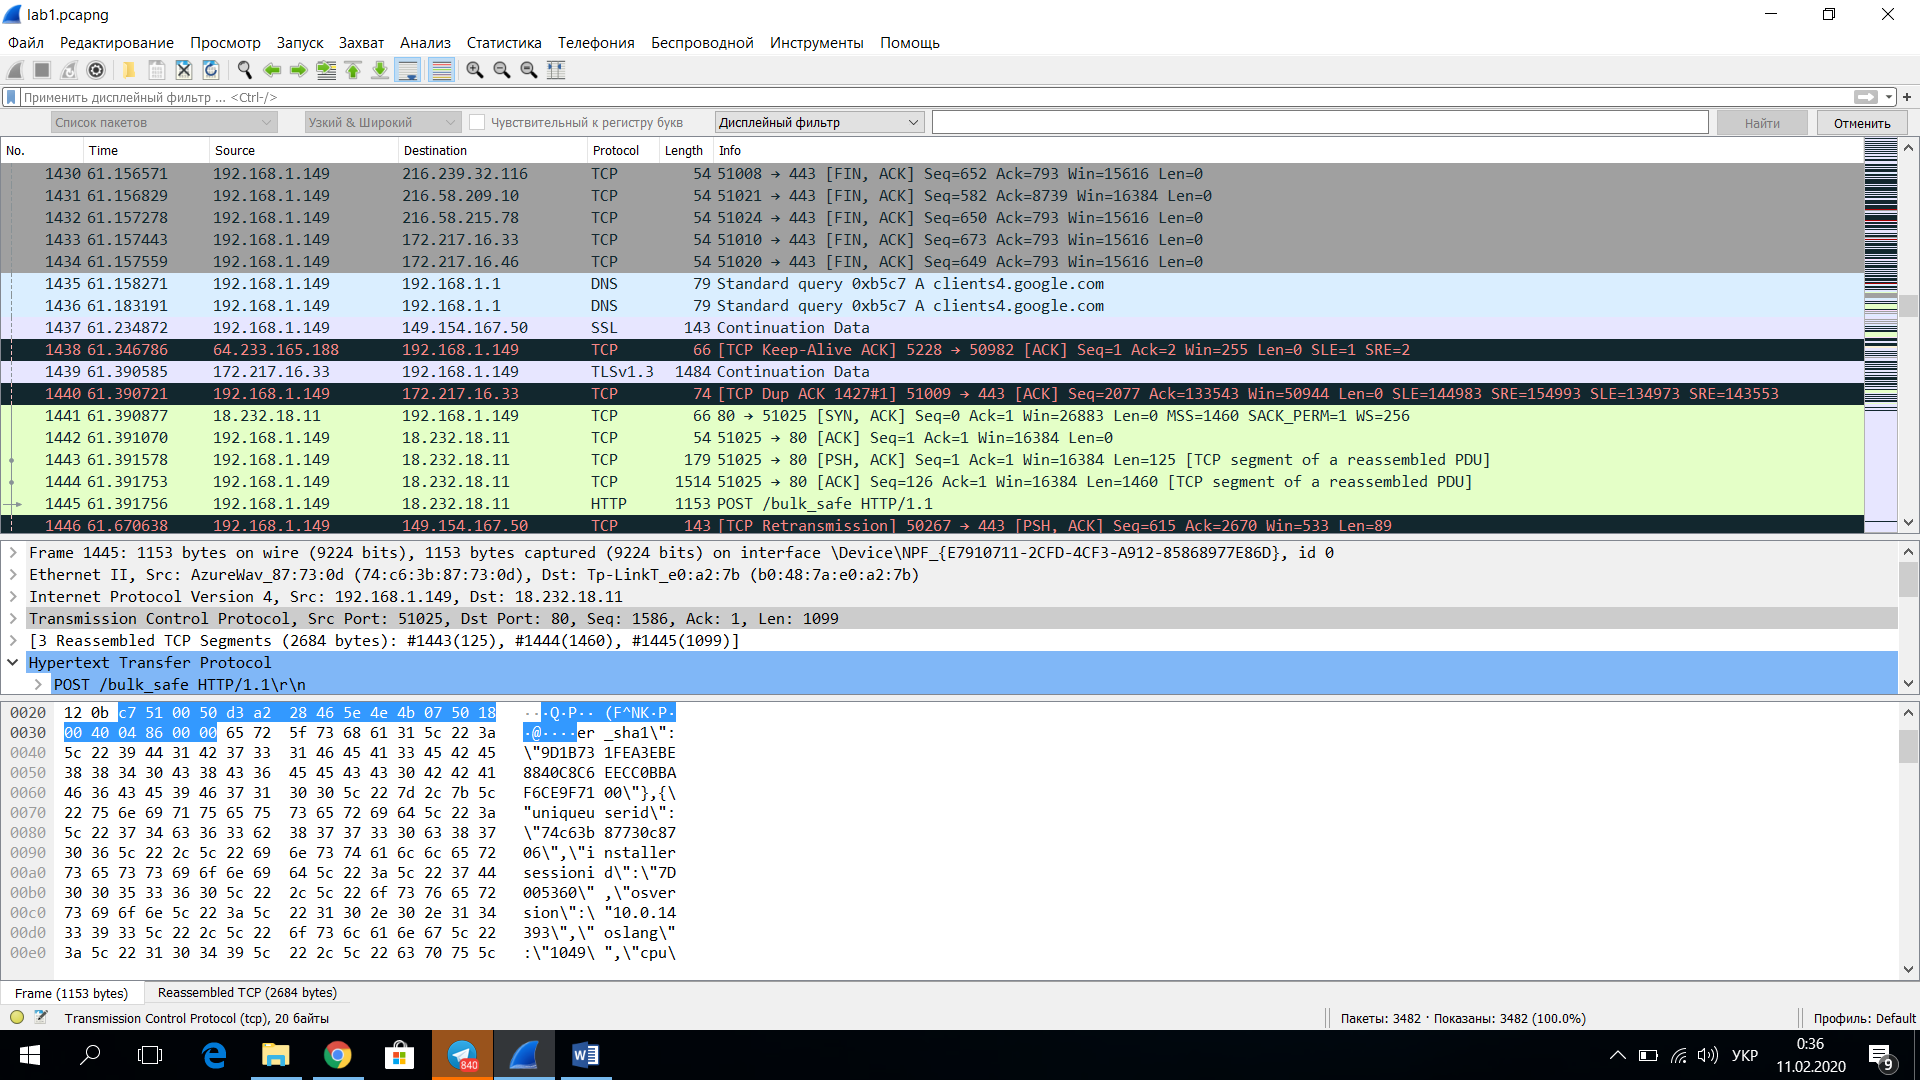 lab1.pcapng
Файл Редактирование Просмотр Запуск Захват Анализ Статистика Телефония Беспроводной Инструменты Помощь
Применить дисплейный фильтр ... <Ctrl-/>
Список пакетов Узкий & Широкий Чувствительный к регистру букв Дисплейный фильтр Найти Отменить
No. Time Source Destination Protocol Length Info
1430 61.156571 192.168.1.149 216.239.32.116 TCP 54 51008 → 443 [FIN, ACK] Seq=652 Ack=793 Win=15616 Len=0
1431 61.156829 192.168.1.149 216.58.209.10 TCP 54 51021 → 443 [FIN, ACK] Seq=582 Ack=8739 Win=16384 Len=0
1432 61.157278 192.168.1.149 216.58.215.78 TCP 54 51024 → 443 [FIN, ACK] Seq=650 Ack=793 Win=15616 Len=0
1433 61.157443 192.168.1.149 172.217.16.33 TCP 54 51010 → 443 [FIN, ACK] Seq=673 Ack=793 Win=15616 Len=0
1434 61.157559 192.168.1.149 172.217.16.46 TCP 54 51020 → 443 [FIN, ACK] Seq=649 Ack=793 Win=15616 Len=0
1435 61.158271 192.168.1.149 192.168.1.1 DNS 79 Standard query 0xb5c7 A clients4.google.com
1436 61.183191 192.168.1.149 192.168.1.1 DNS 79 Standard query 0xb5c7 A clients4.google.com
1437 61.234872 192.168.1.149 149.154.167.50 SSL 143 Continuation Data
1438 61.346786 64.233.165.188 192.168.1.149 TCP 66 [TCP Keep-Alive ACK] 5228 → 50982 [ACK] Seq=1 Ack=2 Win=255 Len=0 SLE=1 SRE=2
1439 61.390585 172.217.16.33 192.168.1.149 TLSv1.3 1484 Continuation Data
1440 61.390721 192.168.1.149 172.217.16.33 TCP 74 [TCP Dup ACK 1427#1] 51009 → 443 [ACK] Seq=2077 Ack=133543 Win=50944 Len=0 SLE=144983 SRE=154993 SLE=134973 SRE=143553
1441 61.390877 18.232.18.11 192.168.1.149 TCP 66 80 → 51025 [SYN, ACK] Seq=0 Ack=1 Win=26883 Len=0 MSS=1460 SACK_PERM=1 WS=256
1442 61.391070 192.168.1.149 18.232.18.11 TCP 54 51025 → 80 [ACK] Seq=1 Ack=1 Win=16384 Len=0
1443 61.391578 192.168.1.149 18.232.18.11 TCP 179 51025 → 80 [PSH, ACK] Seq=1 Ack=1 Win=16384 Len=125 [TCP segment of a reassembled PDU]
1444 61.391753 192.168.1.149 18.232.18.11 TCP 1514 51025 → 80 [ACK] Seq=126 Ack=1 Win=16384 Len=1460 [TCP segment of a reassembled PDU]
1445 61.391756 192.168.1.149 18.232.18.11 HTTP 1153 POST /bulk_safe HTTP/1.1
1446 61.670638 192.168.1.149 149.154.167.50 TCP 143 [TCP Retransmission] 50267 → 443 [PSH, ACK] Seq=615 Ack=2670 Win=533 Len=89
Frame 1445: 1153 bytes on wire (9224 bits), 1153 bytes captured (9224 bits) on interface \Device\NPF_{E7910711-2CFD-4CF3-A912-85868977E86D}, id 0
Ethernet II, Src: AzureWav_87:73:0d (74:c6:3b:87:73:0d), Dst: Tp-LinkT_e0:a2:7b (b0:48:7a:e0:a2:7b)
Internet Protocol Version 4, Src: 192.168.1.149, Dst: 18.232.18.11
Transmission Control Protocol, Src Port: 51025, Dst Port: 80, Seq: 1586, Ack: 1, Len: 1099
[3 Reassembled TCP Segments (2684 bytes): #1443(125), #1444(1460), #1445(1099)]
Hypertext Transfer Protocol
POST /bulk_safe HTTP/1.1\r\n
0020 12 0b c7 51 00 50 d3 a2 28 46 5e 4e 4b 07 50 18 ···Q·P·· (F^NK·P·
0030 00 40 04 86 00 00 65 72 5f 73 68 61 31 5c 22 3a ·@····er _sha1\":
0040 5c 22 39 44 31 42 37 33 31 46 45 41 33 45 42 45 \"9D1B73 1FEA3EBE
0050 38 38 34 30 43 38 43 36 45 45 43 43 30 42 42 41 8840C8C6 EECC0BBA
0060 46 36 43 45 39 46 37 31 30 30 5c 22 7d 2c 7b 5c F6CE9F71 00\"},{\
0070 22 75 6e 69 71 75 65 75 73 65 72 69 64 5c 22 3a "uniqueu serid\":
0080 5c 22 37 34 63 36 33 62 38 37 37 33 30 63 38 37 \"74c63b 87730c87
0090 30 36 5c 22 2c 5c 22 69 6e 73 74 61 6c 6c 65 72 06\",\"i nstaller
00a0 73 65 73 73 69 6f 6e 69 64 5c 22 3a 5c 22 37 44 sessioni d\":\"7D
00b0 30 30 35 33 36 30 5c 22 2c 5c 22 6f 73 76 65 72 005360\" ,\"osver
00c0 73 69 6f 6e 5c 22 3a 5c 22 31 30 2e 30 2e 31 34 sion\":\ "10.0.14
00d0 33 39 33 5c 22 2c 5c 22 6f 73 6c 61 6e 67 5c 22 393\",\" oslang\"
00e0 3a 5c 22 31 30 34 39 5c 22 2c 5c 22 63 70 75 5c :\"1049\ ",\"cpu\
Frame (1153 bytes) Reassembled TCP (2684 bytes)
Transmission Control Protocol (tcp), 20 байты Пакеты: 3482 · Показаны: 3482 (100.0%) Профиль: Default
840 W УКР 0:36 9
11.02.2020